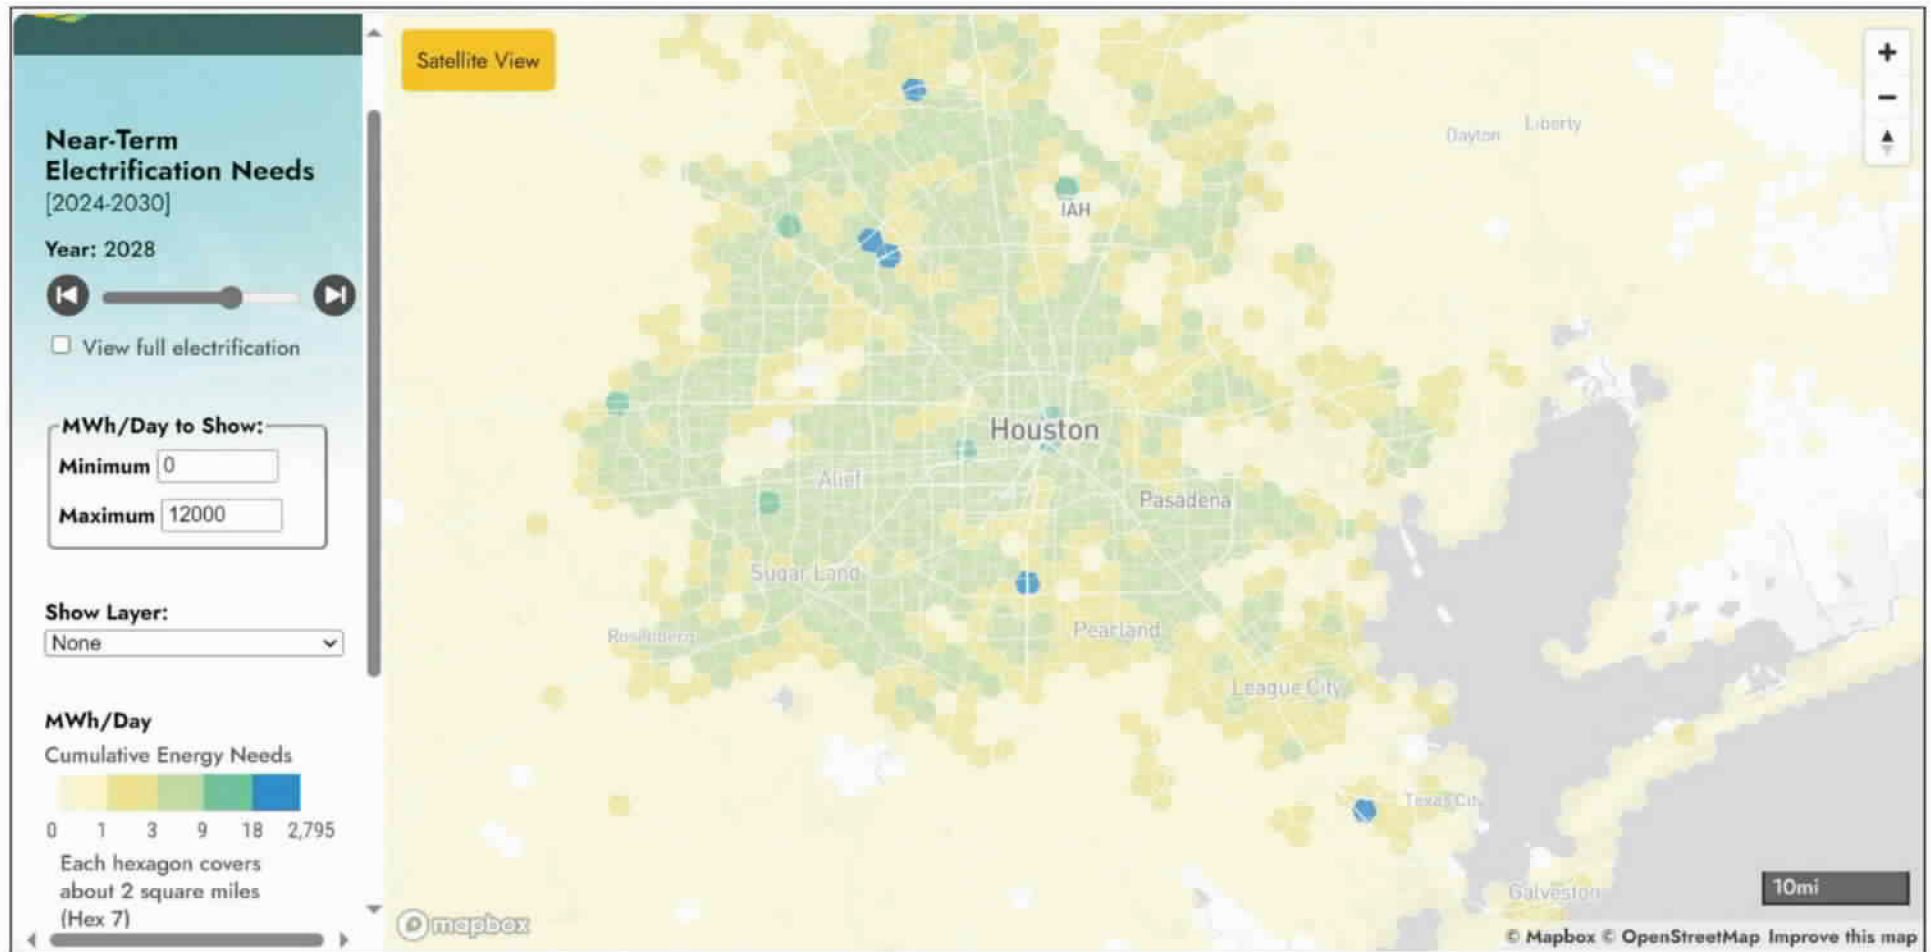 Near-Term
Electrification Needs
[2024-2030]
Year: 2028
View full electrification
MWh/Day to Show:
Minimum 0
Maximum 12000
Show Layer:
None
MWh/Day
Cumulative Energy Needs
0 1 3 9 18 2,795
Each hexagon covers
about 2 square miles
(Hex 7)
Satellite View
+
−
Dayton
Liberty
IAH
Houston
Alief
Pasadena
Sugar Land
Rosenberg
Pearland
League City
Texas City
Galveston
10mi
mapbox
© Mapbox © OpenStreetMap Improve this map